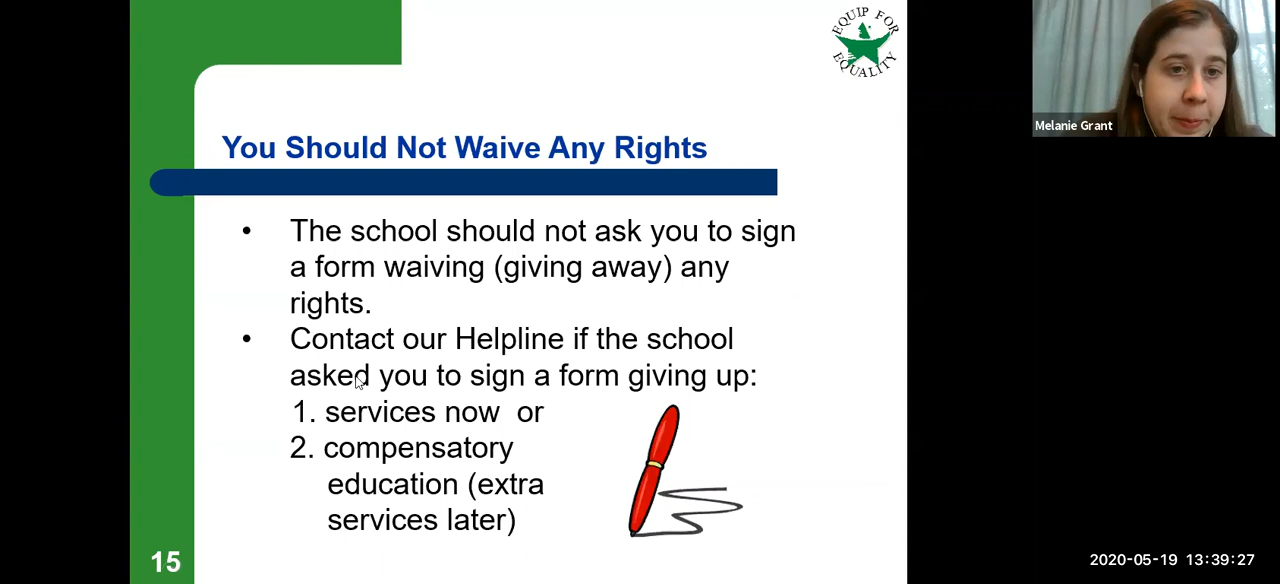 EQUIP FOR
EQUALITY
Melanie Grant
You Should Not Waive Any Rights
• The school should not ask you to sign
a form waiving (giving away) any
rights.
• Contact our Helpline if the school
asked you to sign a form giving up:
1. services now or
2. compensatory
education (extra
services later)
15
2020-05-19 13:39:27